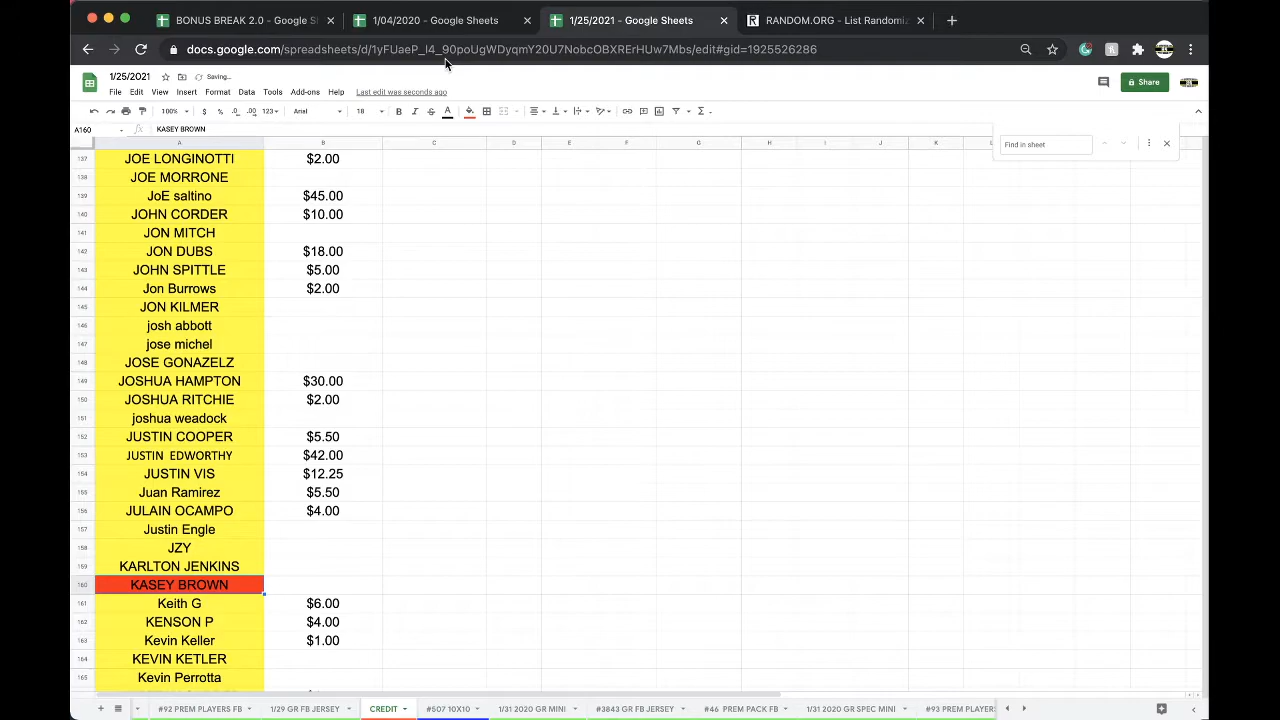 BONUS BREAK 2.0 - Google Sh × 1/04/2020 - Google Sheets × 1/25/2021 - Google Sheets × RANDOM.ORG - List Randomiz ×
docs.google.com/spreadsheets/d/1yFUaeP_l4_90poUgWDyqmY20U7NobcOBXRErHUw7Mbs/edit#gid=1925526286
1/25/2021 Saving…
File Edit View Insert Format Data Tools Add-ons Help Last edit was seconds ago
Share
100% $ % .0 .00 123 Arial 18 B I S A
A160 fx KASEY BROWN
Find in sheet
A B C D E F G H I J K L
137 JOE LONGINOTTI $2.00
138 JOE MORRONE
139 JoE saltino $45.00
140 JOHN CORDER $10.00
141 JON MITCH
142 JON DUBS $18.00
143 JOHN SPITTLE $5.00
144 Jon Burrows $2.00
145 JON KILMER
146 josh abbott
147 jose michel
148 JOSE GONAZELZ
149 JOSHUA HAMPTON $30.00
150 JOSHUA RITCHIE $2.00
151 joshua weadock
152 JUSTIN COOPER $5.50
153 JUSTIN EDWORTHY $42.00
154 JUSTIN VIS $12.25
155 Juan Ramirez $5.50
156 JULAIN OCAMPO $4.00
157 Justin Engle
158 JZY
159 KARLTON JENKINS
160 KASEY BROWN
161 Keith G $6.00
162 KENSON P $4.00
163 Kevin Keller $1.00
164 KEVIN KETLER
165 Kevin Perrotta
#92 PREM PLAYERS FB 1/29 GR FB JERSEY CREDIT #507 10X10 1/31 2020 GR MINI #3843 GR FB JERSEY #46 PREM PACK FB 1/31 2020 GR SPEC MINI #93 PREM PLAYERS